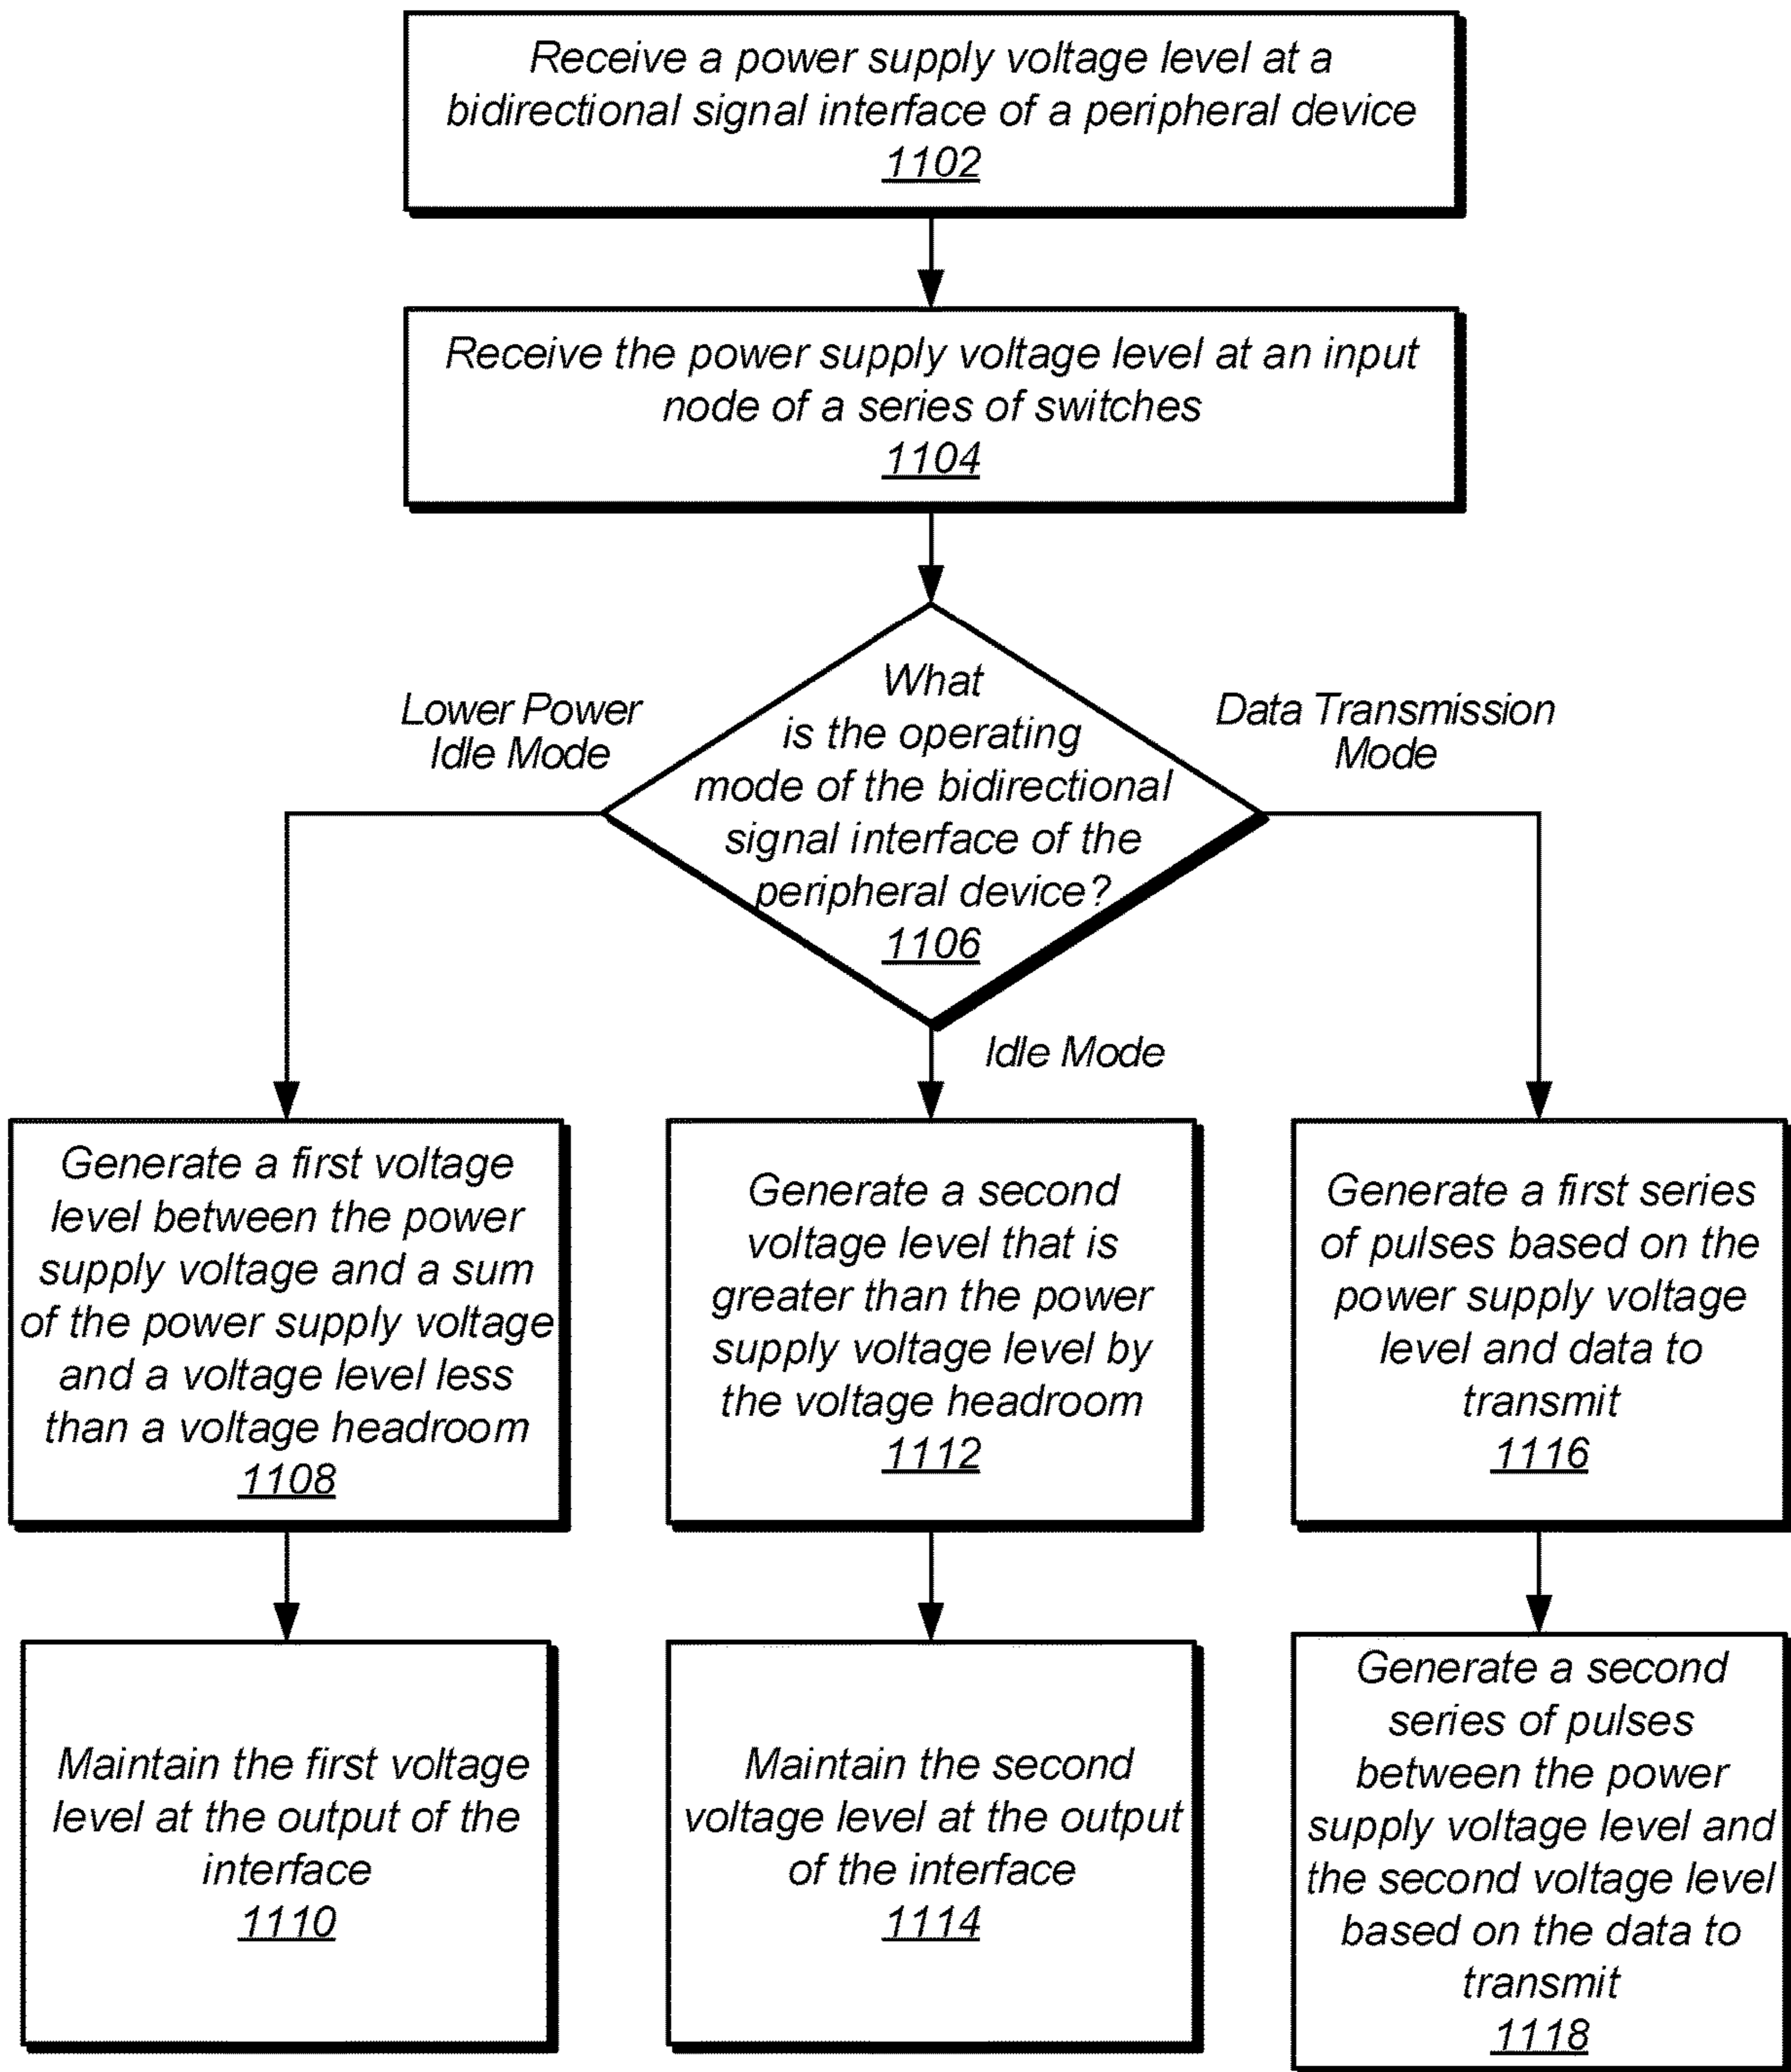 Receive a power supply voltage level at a
bidirectional signal interface of a peripheral device
1102
Receive the power supply voltage level at an input
node of a series of switches
1104
What
is the operating
mode of the bidirectional
signal interface of the
peripheral device?
1106
Lower Power
Idle Mode
Data Transmission
Mode
Idle Mode
Generate a first voltage
level between the power
supply voltage and a sum
of the power supply voltage
and a voltage level less
than a voltage headroom
1108
Generate a second
voltage level that is
greater than the power
supply voltage level by
the voltage headroom
1112
Generate a first series
of pulses based on the
power supply voltage
level and data to
transmit
1116
Maintain the first voltage
level at the output of the
interface
1110
Maintain the second
voltage level at the output
of the interface
1114
Generate a second
series of pulses
between the power
supply voltage level and
the second voltage level
based on the data to
transmit
1118